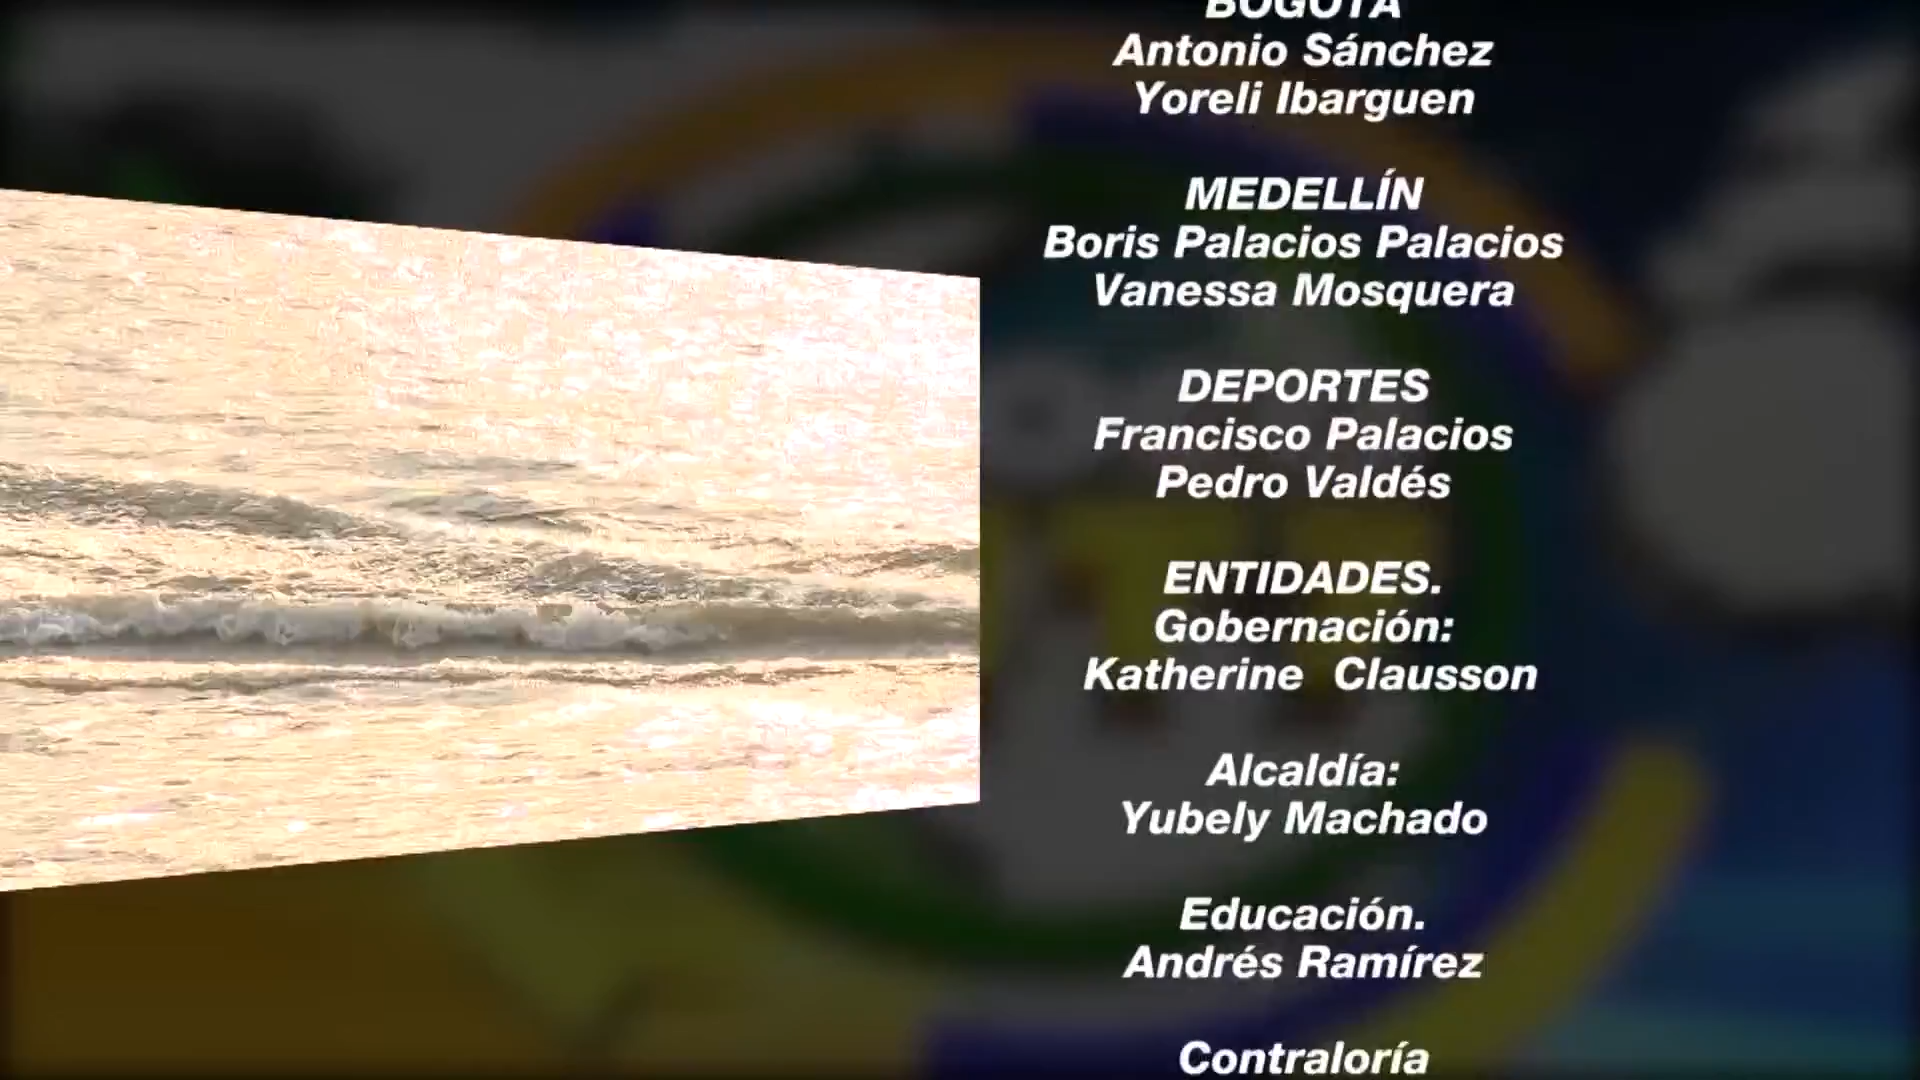 BOGOTÁ
Antonio Sánchez
Yoreli Ibarguen
MEDELLÍN
Boris Palacios Palacios
Vanessa Mosquera
DEPORTES
Francisco Palacios
Pedro Valdés
ENTIDADES.
Gobernación:
Katherine Clausson
Alcaldía:
Yubely Machado
Educación.
Andrés Ramírez
Contraloría